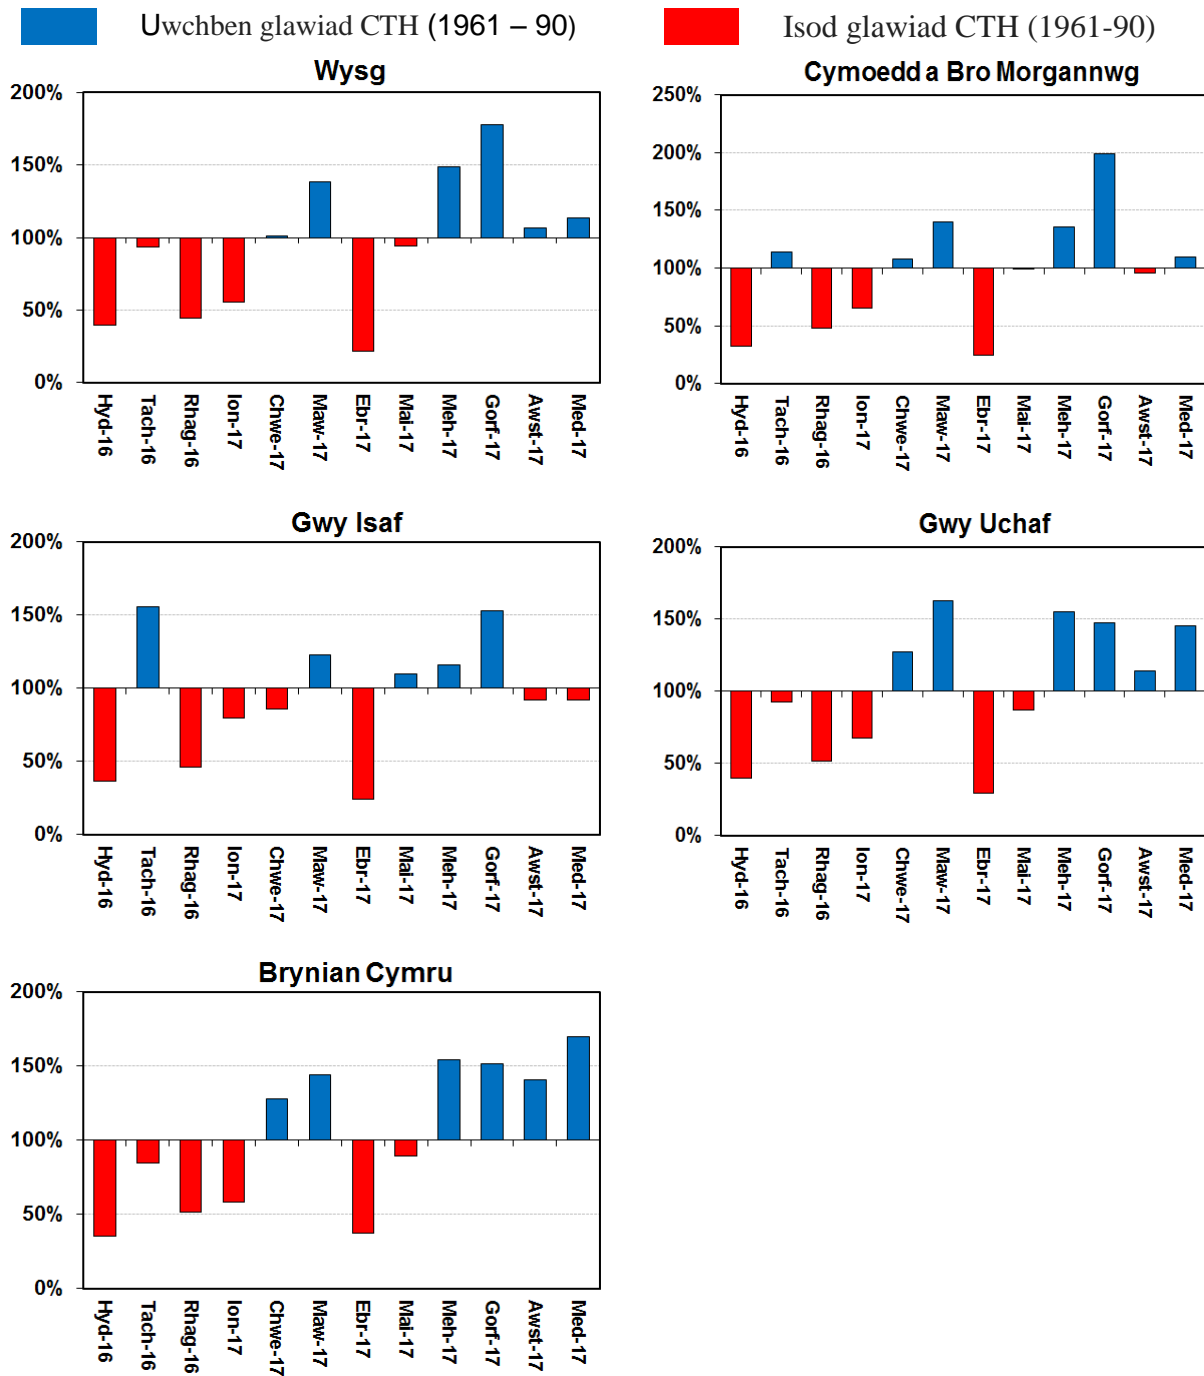 Uwchben glawiad CTH (1961 – 90)
Isod glawiad CTH (1961-90)
Wysg
200%
150%
100%
50%
0%
Hyd-16
Tach-16
Rhag-16
Ion-17
Chwe-17
Maw-17
Ebr-17
Mai-17
Meh-17
Gorf-17
Awst-17
Med-17
Cymoedd a Bro Morgannwg
250%
200%
150%
100%
50%
0%
Hyd-16
Tach-16
Rhag-16
Ion-17
Chwe-17
Maw-17
Ebr-17
Mai-17
Meh-17
Gorf-17
Awst-17
Med-17
Gwy Isaf
200%
150%
100%
50%
0%
Hyd-16
Tach-16
Rhag-16
Ion-17
Chwe-17
Maw-17
Ebr-17
Mai-17
Meh-17
Gorf-17
Awst-17
Med-17
Gwy Uchaf
200%
150%
100%
50%
0%
Hyd-16
Tach-16
Rhag-16
Ion-17
Chwe-17
Maw-17
Ebr-17
Mai-17
Meh-17
Gorf-17
Awst-17
Med-17
Brynian Cymru
200%
150%
100%
50%
0%
Hyd-16
Tach-16
Rhag-16
Ion-17
Chwe-17
Maw-17
Ebr-17
Mai-17
Meh-17
Gorf-17
Awst-17
Med-17